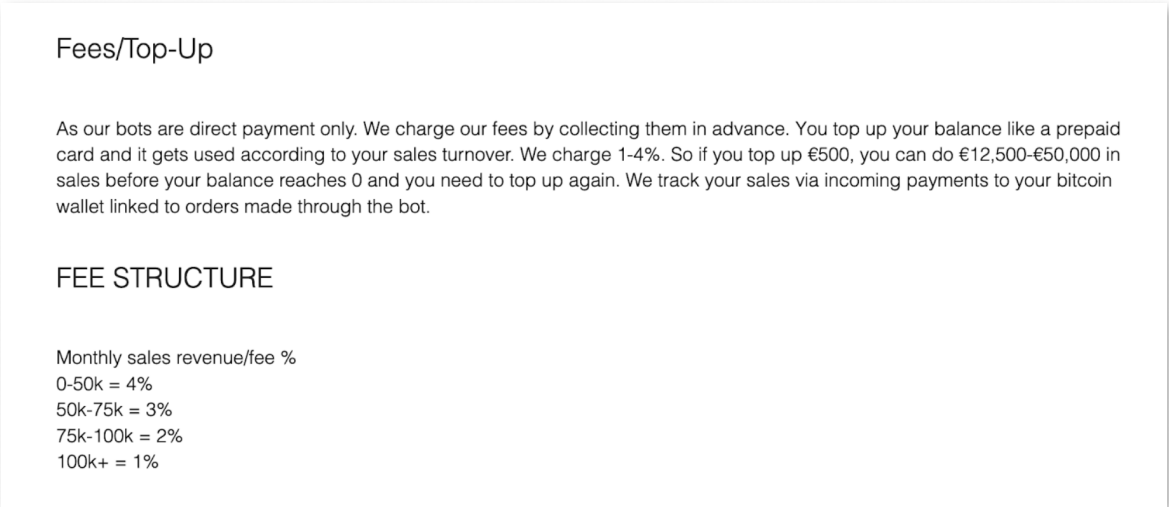 Fees/Top-Up
As our bots are direct payment only. We charge our fees by collecting them in advance. You top up your balance like a prepaid
card and it gets used according to your sales turnover. We charge 1-4%. So if you top up €500, you can do €12,500-€50,000 in
sales before your balance reaches 0 and you need to top up again. We track your sales via incoming payments to your bitcoin
wallet linked to orders made through the bot.
FEE STRUCTURE
Monthly sales revenue/fee %
0-50k = 4%
50k-75k = 3%
75k-100k = 2%
100k+ = 1%